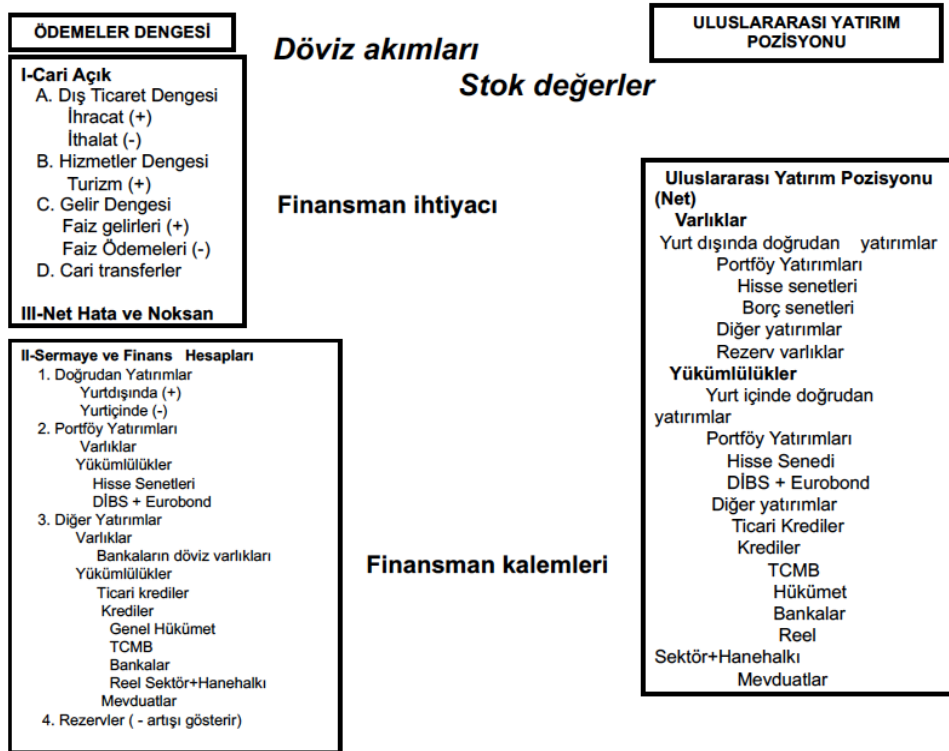 ÖDEMELER DENGESİ
Döviz akımları
Stok değerler
ULUSLARARASI YATIRIM
POZİSYONU
I-Cari Açık
A. Dış Ticaret Dengesi
İhracat (+)
İthalat (-)
B. Hizmetler Dengesi
Turizm (+)
C. Gelir Dengesi
Faiz gelirleri (+)
Faiz Ödemeleri (-)
D. Cari transferler
III-Net Hata ve Noksan
Finansman ihtiyacı
II-Sermaye ve Finans Hesapları
1. Doğrudan Yatırımlar
Yurtdışında (+)
Yurtiçinde (-)
2. Portföy Yatırımları
Varlıklar
Yükümlülükler
Hisse Senetleri
DİBS + Eurobond
3. Diğer Yatırımlar
Varlıklar
Bankaların döviz varlıkları
Yükümlülükler
Ticari krediler
Krediler
Genel Hükümet
TCMB
Bankalar
Reel Sektör+Hanehalkı
Mevduatlar
4. Rezervler ( - artışı gösterir)
Finansman kalemleri
Uluslararası Yatırım Pozisyonu
(Net)
Varlıklar
Yurt dışında doğrudan yatırımlar
Portföy Yatırımları
Hisse senetleri
Borç senetleri
Diğer yatırımlar
Rezerv varlıklar
Yükümlülükler
Yurt içinde doğrudan
yatırımlar
Portföy Yatırımları
Hisse Senedi
DİBS + Eurobond
Diğer yatırımlar
Ticari Krediler
Krediler
TCMB
Hükümet
Bankalar
Reel
Sektör+Hanehalkı
Mevduatlar